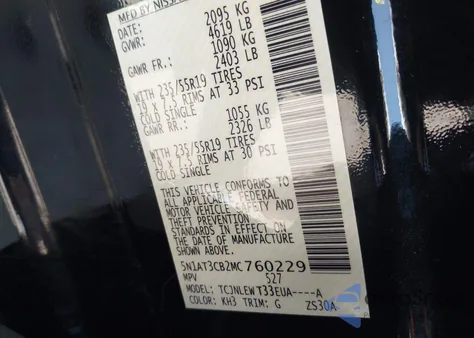 MFD BY NISSA
DATE:
GVWR: 2095 KG
4619 LB
GAWR FR.: 1090 KG
2403 LB
WITH 235/55R19 TIRES
19 X 7.5 RIMS AT 33 PSI
COLD SINGLE
GAWR RR.: 1055 KG
2326 LB
WITH 235/55R19 TIRES
19 X 7.5 RIMS AT 30 PSI
COLD SINGLE
THIS VEHICLE CONFORMS TO
ALL APPLICABLE FEDERAL
MOTOR VEHICLE SAFETY AND
THEFT PREVENTION
STANDARDS IN EFFECT ON
THE DATE OF MANUFACTURE
SHOWN ABOVE.
5N1AT3CB2MC760229
MPV 527
MODEL: TCJNLEWT33EUA----A
COLOR: KH3 TRIM: G ZS30A